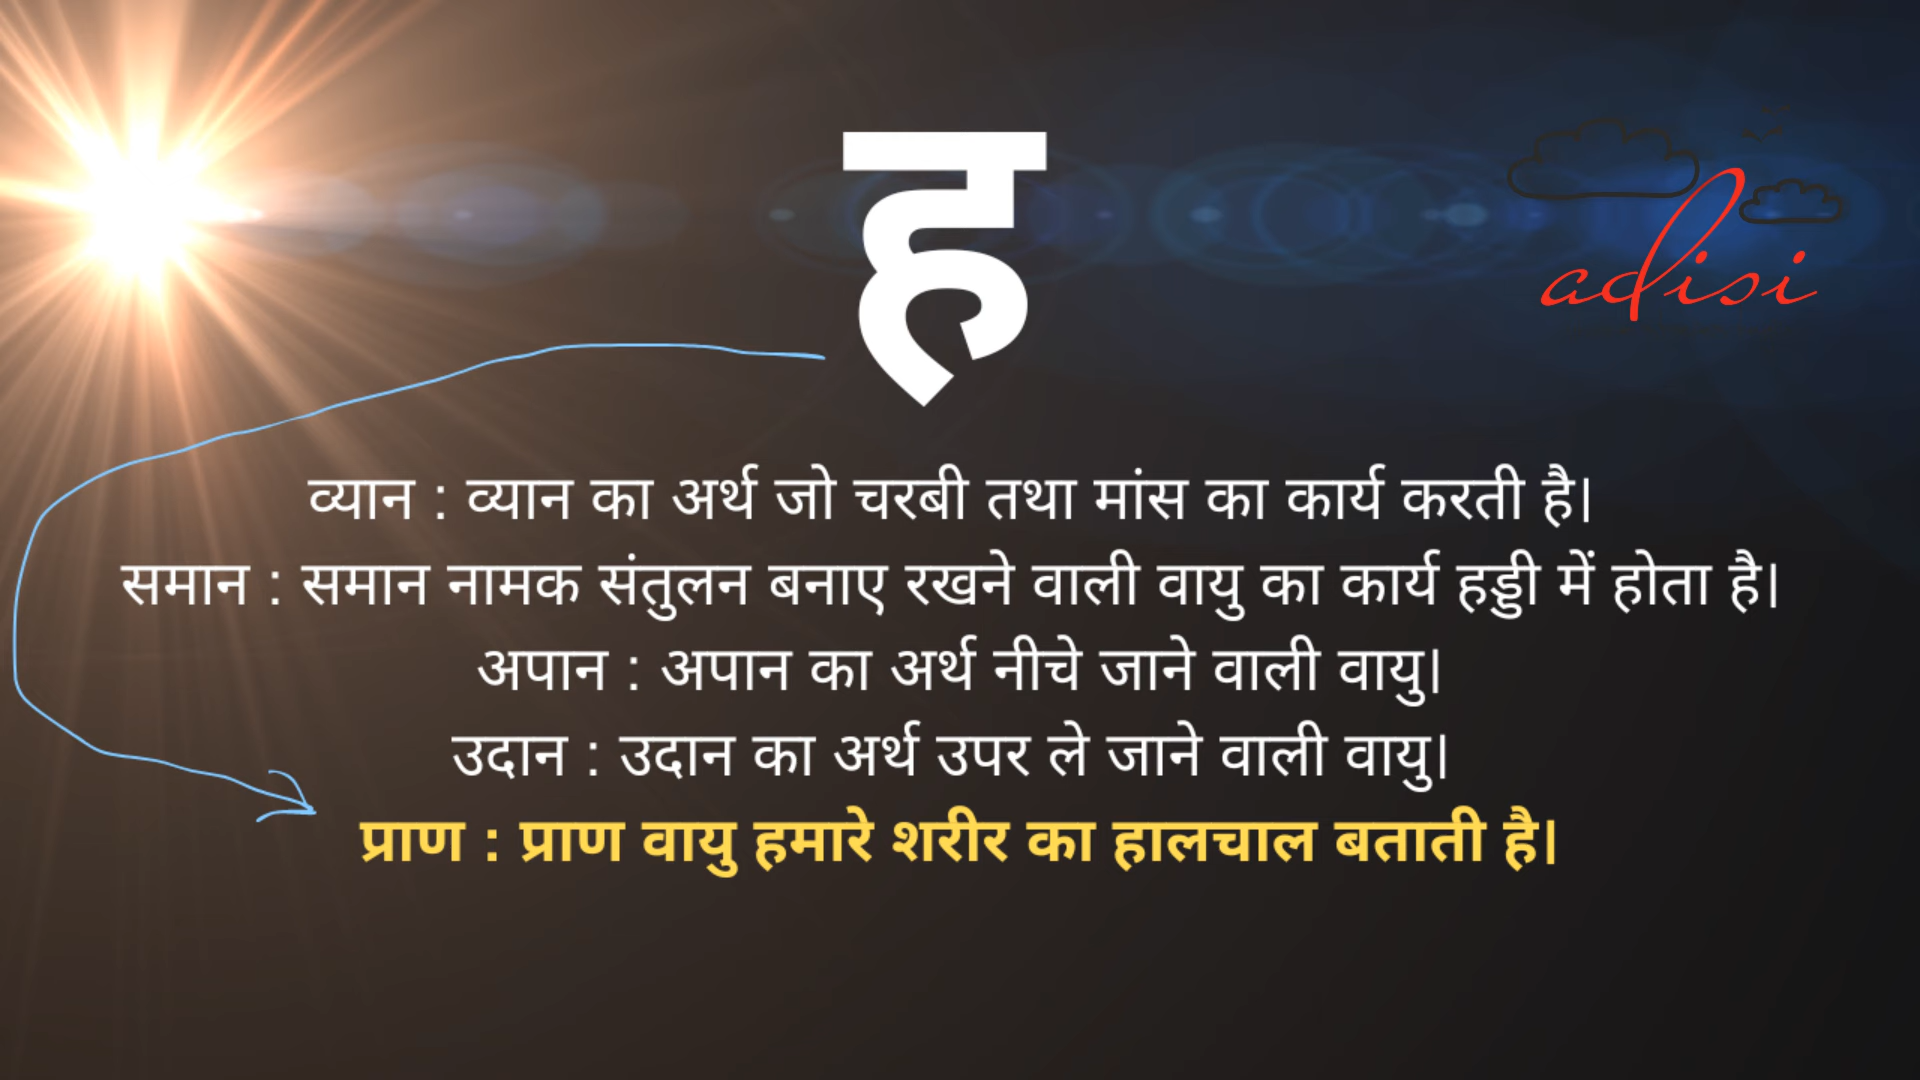 ह
adisi
व्यान : व्यान का अर्थ जो चरबी तथा मांस का कार्य करती है।
समान : समान नामक संतुलन बनाए रखने वाली वायु का कार्य हड्डी में होता है।
अपान : अपान का अर्थ नीचे जाने वाली वायु।
उदान : उदान का अर्थ उपर ले जाने वाली वायु।
प्राण : प्राण वायु हमारे शरीर का हालचाल बताती है।